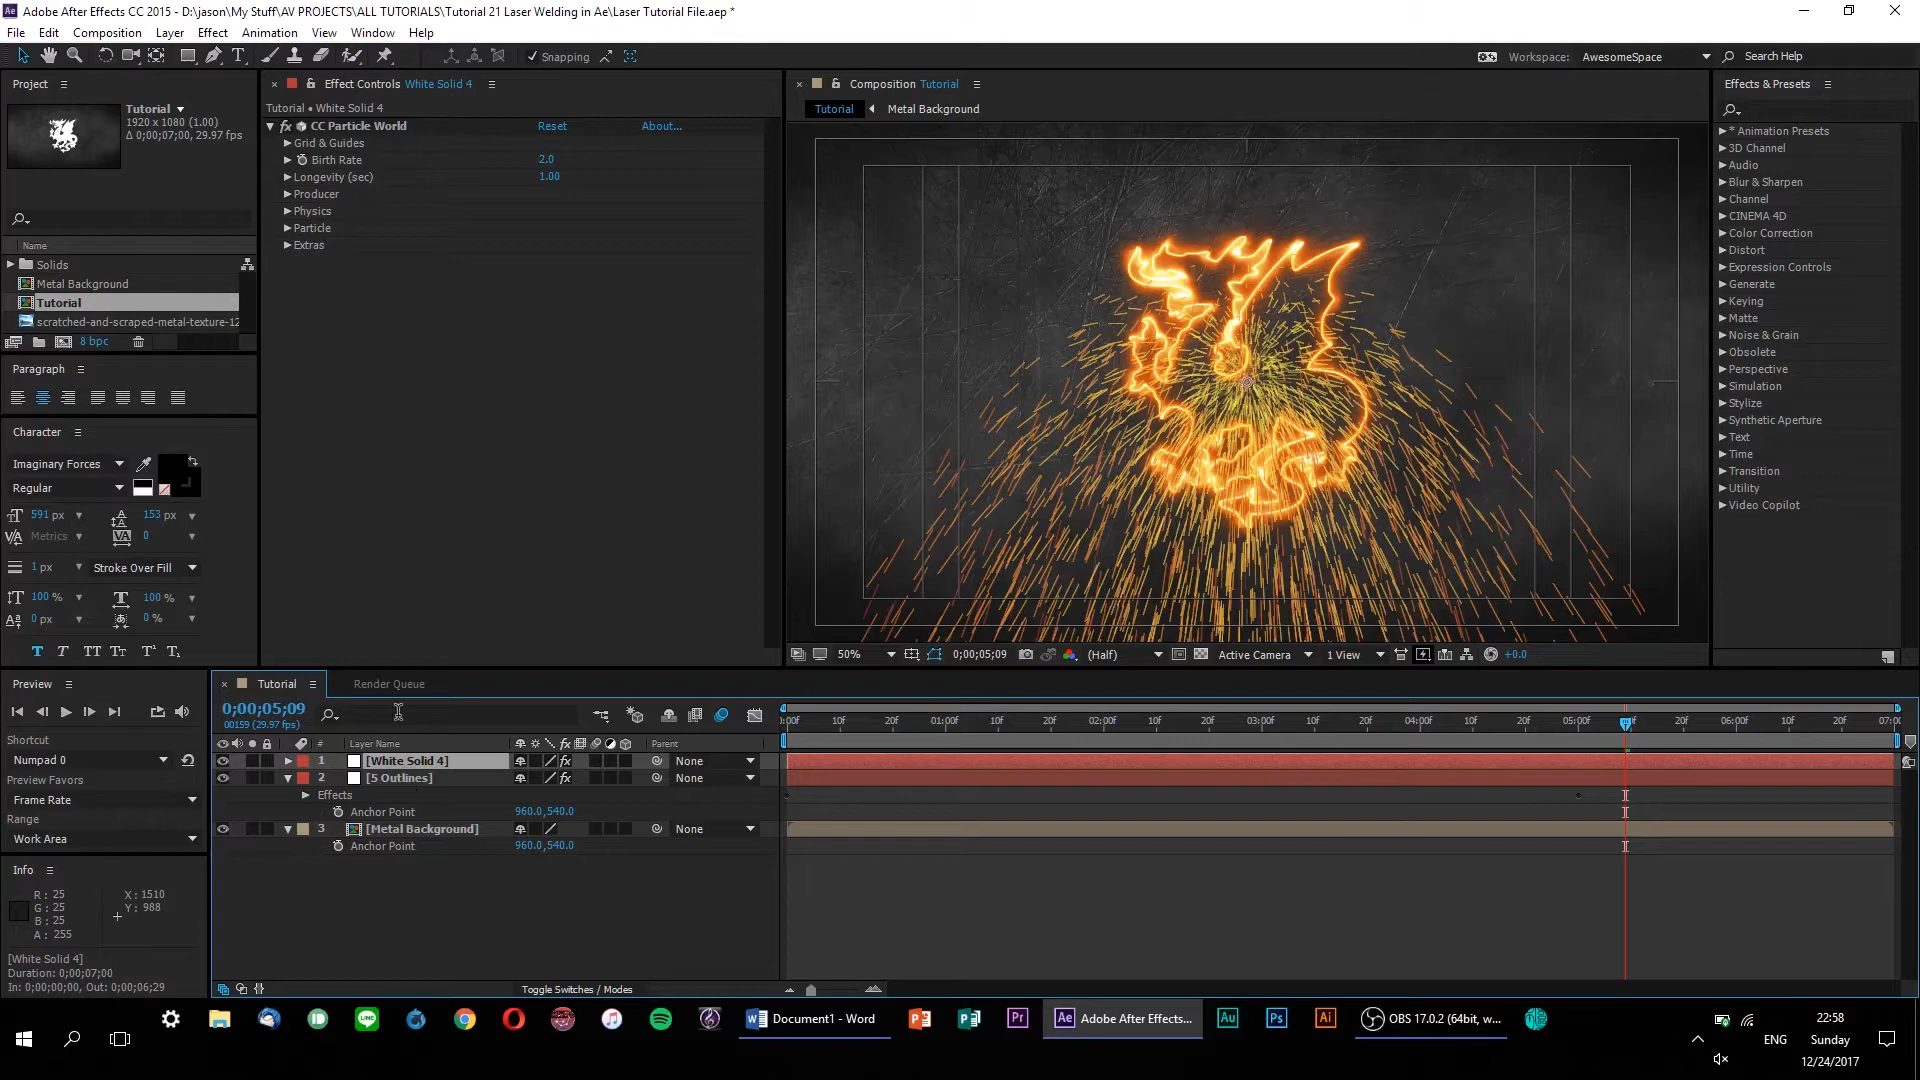 Adobe After Effects CC 2015 - D:\jason\My Stuff\AV PROJECTS\ALL TUTORIALS\Tutorial 21 Laser Welding in Ae\Laser Tutorial File.aep *
File Edit Composition Layer Effect Animation View Window Help
Snapping
Workspace: AwesomeSpace
Search Help
Project
Tutorial
1920 x 1080 (1.00)
Δ 0;00;07;00, 29.97 fps
Name
Solids
Metal Background
Tutorial
scratched-and-scraped-metal-texture-12
8 bpc
Paragraph
Character
Imaginary Forces
Regular
591 px
153 px
Metrics
0
1 px
Stroke Over Fill
100 %
100 %
0 px
0 %
Effect Controls White Solid 4
Tutorial • White Solid 4
fx CC Particle World Reset About...
Grid & Guides
Birth Rate 2.0
Longevity (sec) 1.00
Producer
Physics
Particle
Extras
Composition Tutorial
Tutorial Metal Background
50% 0;00;05;09 (Half) Active Camera 1 View +0.0
Effects & Presets
* Animation Presets
3D Channel
Audio
Blur & Sharpen
Channel
CINEMA 4D
Color Correction
Distort
Expression Controls
Generate
Keying
Matte
Noise & Grain
Obsolete
Perspective
Simulation
Stylize
Synthetic Aperture
Text
Time
Transition
Utility
Video Copilot
Preview
Shortcut
Numpad 0
Preview Favors
Frame Rate
Range
Work Area
Info
R: 25
G: 25
B: 25
A: 255
X: 1510
Y: 988
[White Solid 4]
Duration: 0;00;07;00
In: 0;00;00;00, Out: 0;00;06;29
Tutorial Render Queue
0;00;05;09
00159 (29.97 fps)
:00f 10f 20f 01:00f 10f 20f 02:00f 10f 20f 03:00f 10f 20f 04:00f 10f 20f 05:00f 20f 06:00f 10f 20f 07:00
# Layer Name fx Parent
1 [White Solid 4] fx None
2 [5 Outlines] fx None
Effects
Anchor Point 960.0,540.0
3 [Metal Background] None
Anchor Point 960.0,540.0
Toggle Switches / Modes
Document1 - Word
Adobe After Effects...
OBS 17.0.2 (64bit, w...
ENG
22:58
Sunday
12/24/2017